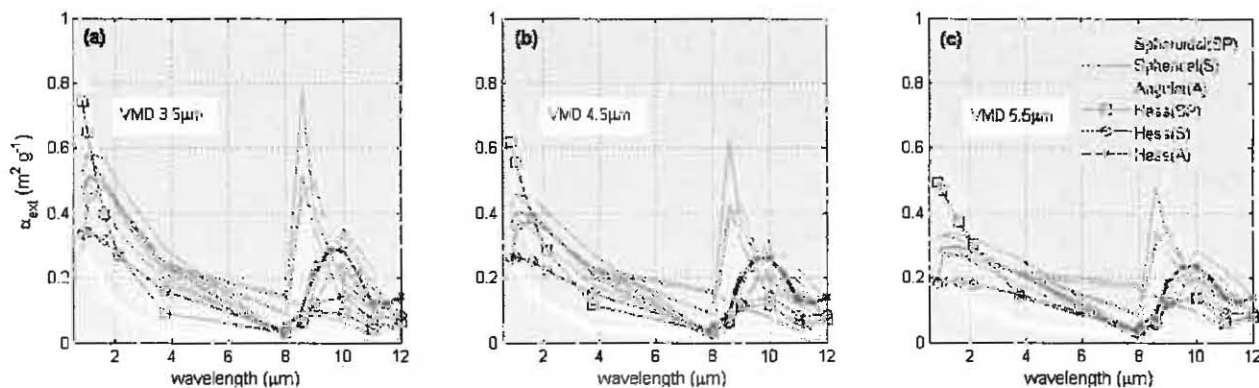 (a)
VMD 3.5µm
1
0.8
0.6
0.4
0.2
0
2 4 6 8 10 12
wavelength (µm)
α_ext (m² g⁻¹)
(b)
VMD 4.5µm
1
0.8
0.6
0.4
0.2
0
2 4 6 8 10 12
wavelength (µm)
(c)
VMD 5.5µm
1
0.8
0.6
0.4
0.2
0
2 4 6 8 10 12
wavelength (µm)
Spheroidal(SP)
Spherical(S)
Angular(A)
Hess(SP)
Hess(S)
Hess(A)